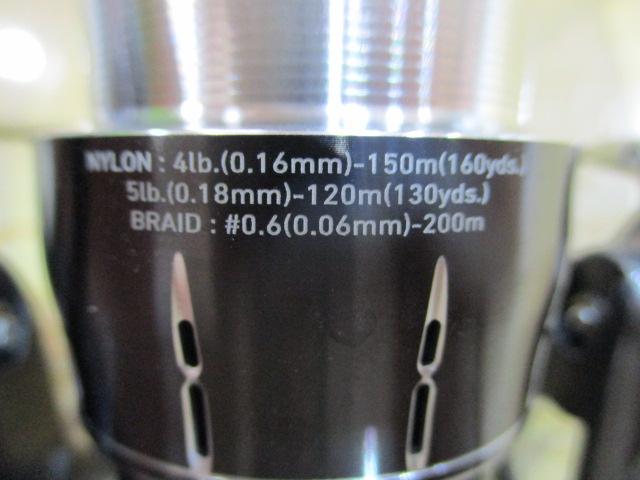 NYLON : 4lb.(0.16mm)-150m(160yds.)
5lb.(0.18mm)-120m(130yds.)
BRAID : #0.6(0.06mm)-200m